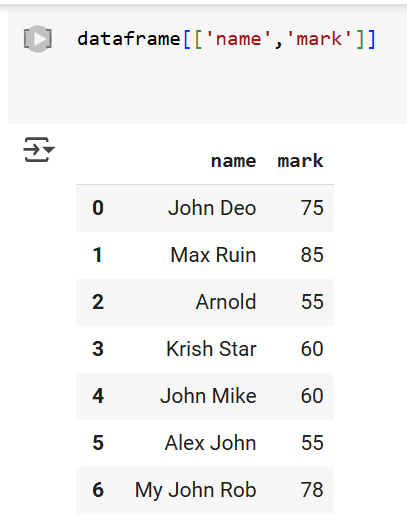 dataframe[['name','mark']]
name mark
0 John Deo 75
1 Max Ruin 85
2 Arnold 55
3 Krish Star 60
4 John Mike 60
5 Alex John 55
6 My John Rob 78